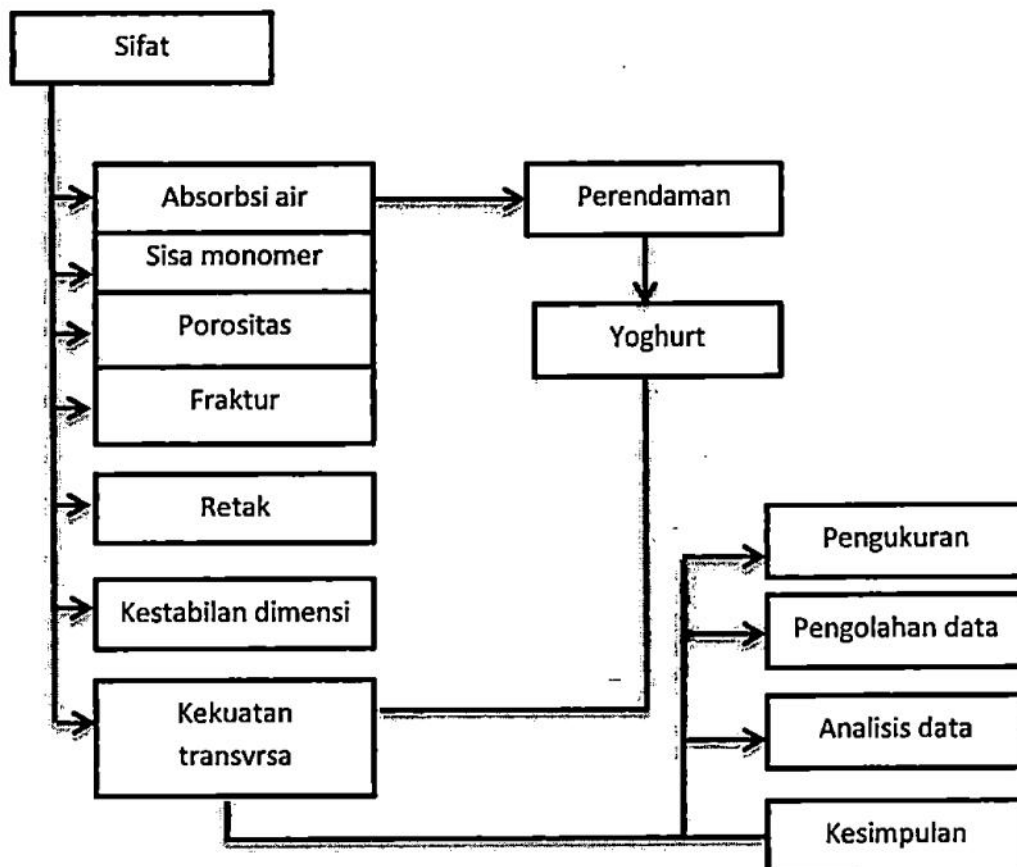 Sifat
Absorbsi air
Sisa monomer
Porositas
Fraktur
Retak
Kestabilan dimensi
Kekuatan
transvrsa
Perendaman
Yoghurt
Pengukuran
Pengolahan data
Analisis data
Kesimpulan